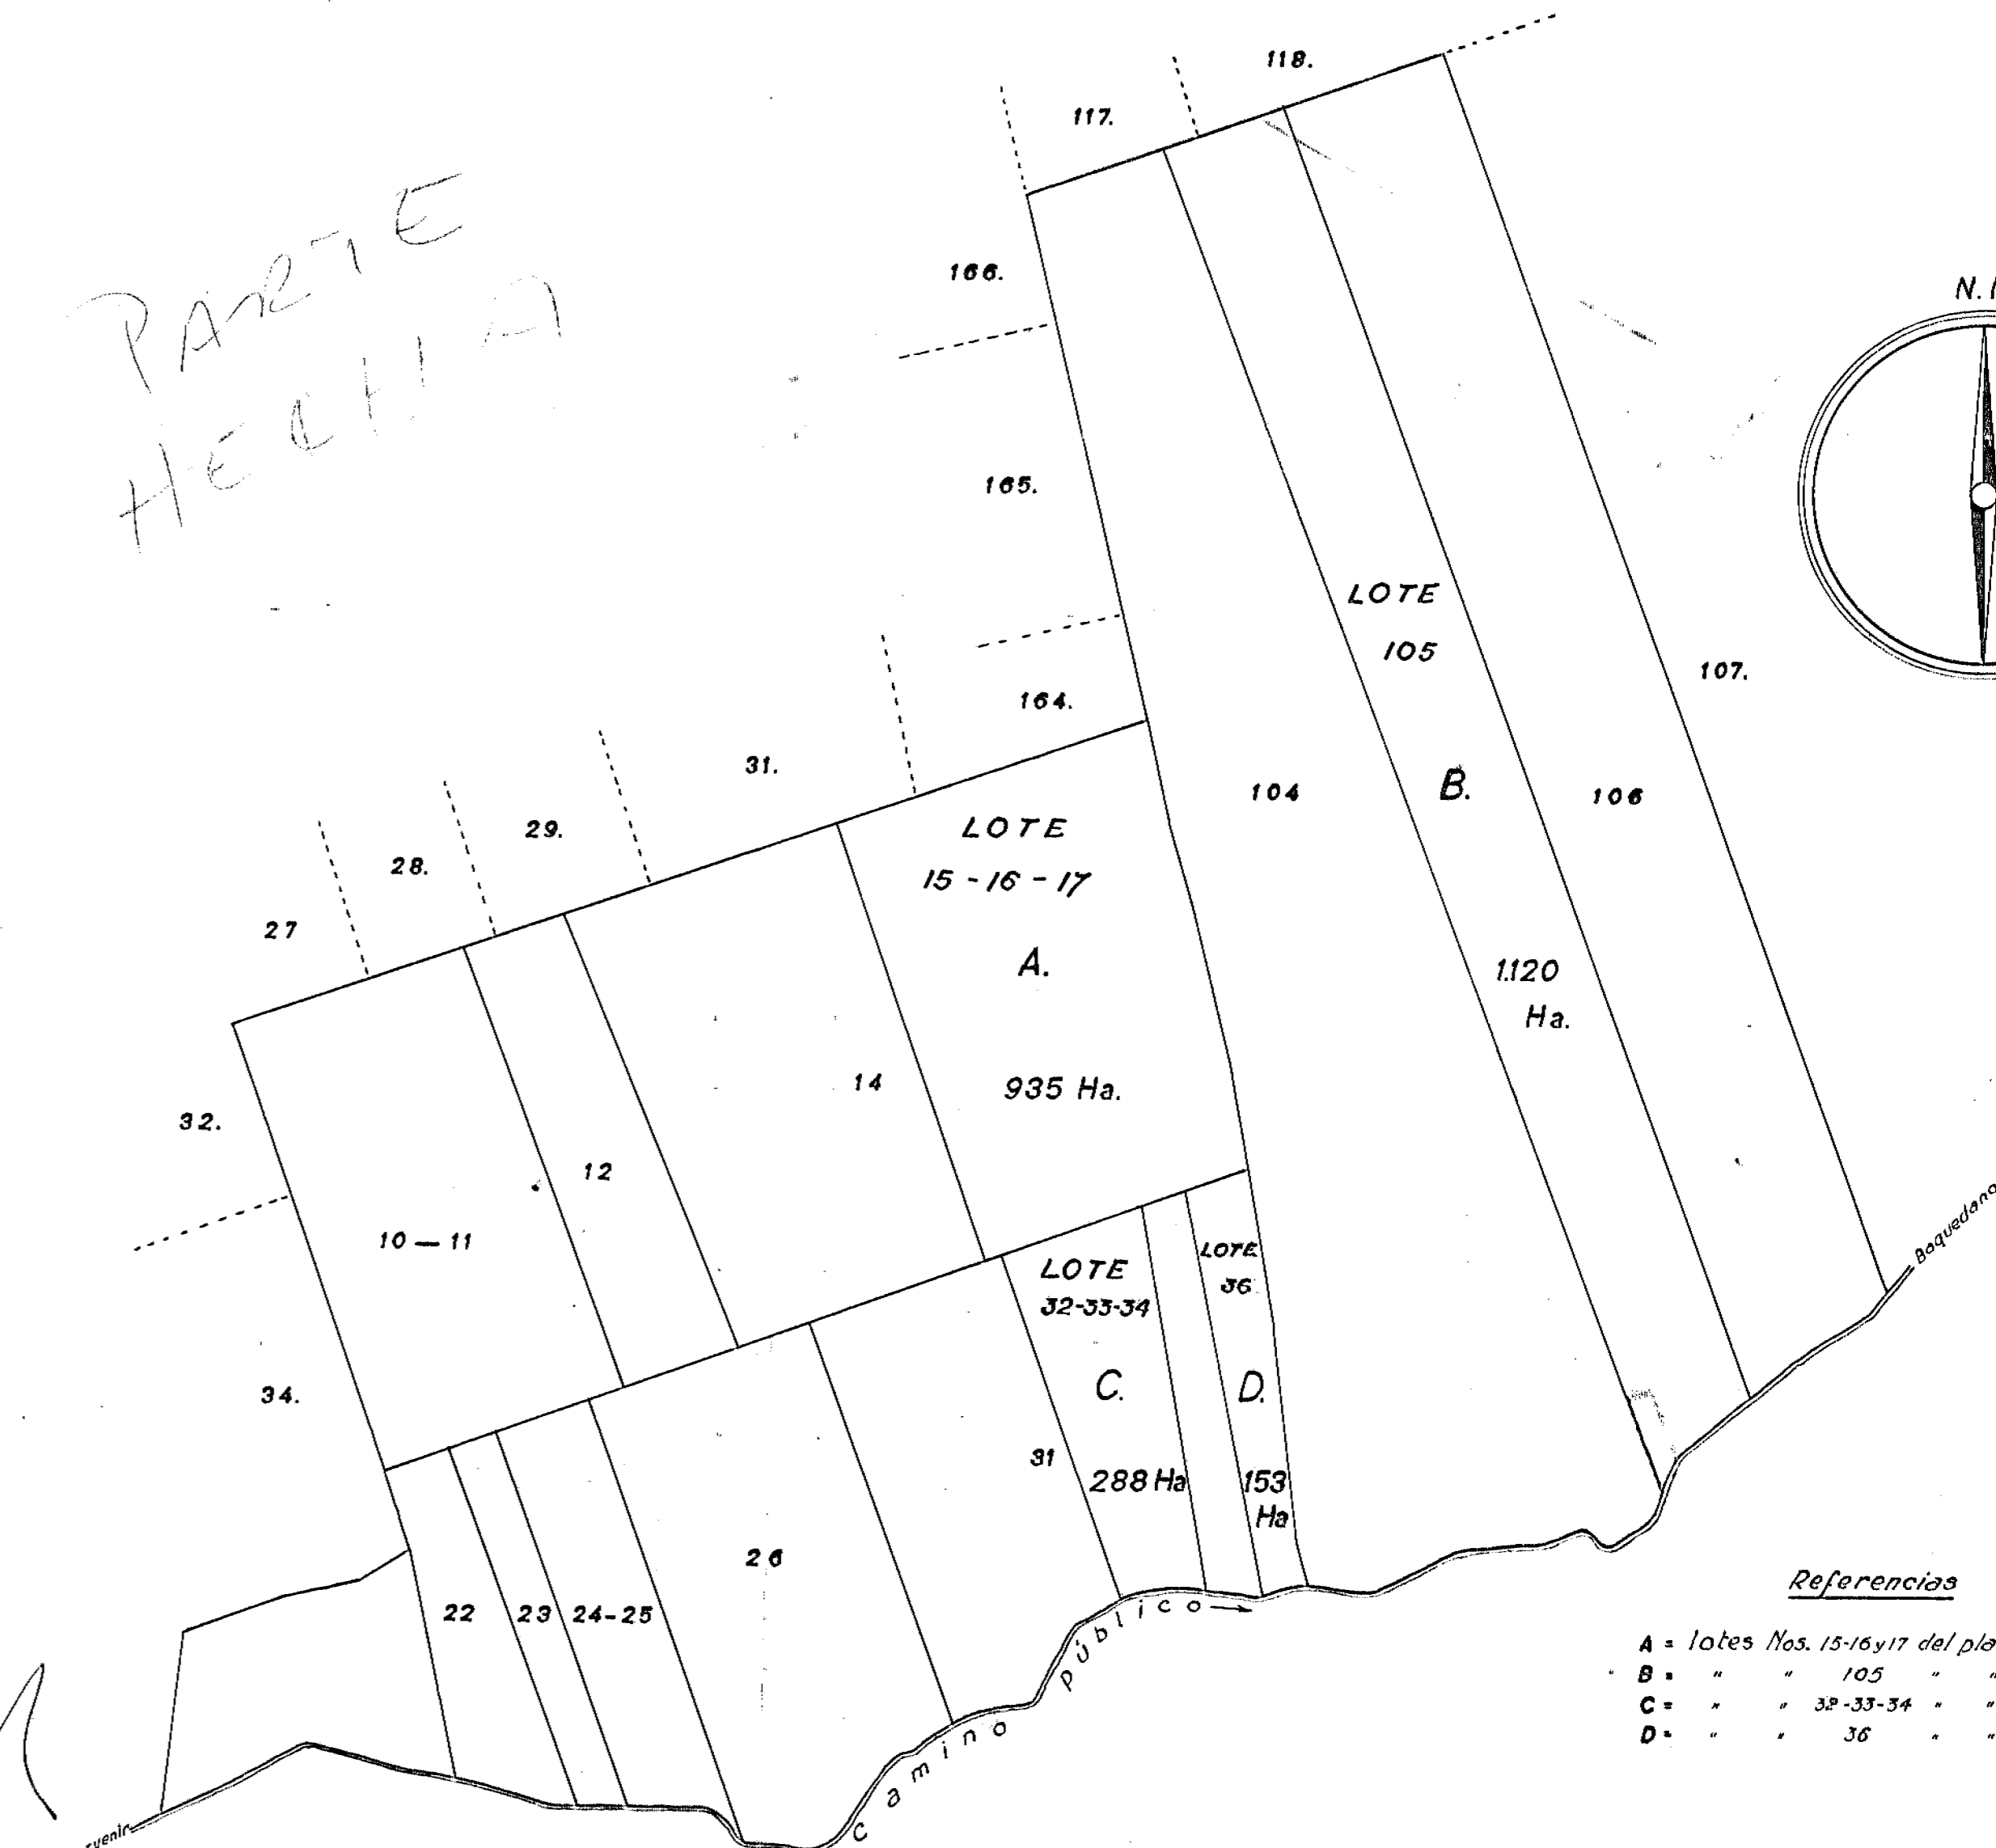 118.
117.
PARTE
HECHA
166.
165.
LOTE
105
107.
164.
31.
104
B.
106
LOTE
15 - 16 - 17
29.
28.
27
A.
1.120
Ha.
14
935 Ha.
32.
12
10 — 11
Baquedano
LOTE
36
LOTE
32-33-34
C.
D.
34.
31
288 Ha
153
Ha
26
22
23
24-25
Camino público
Referencias
A = lotes Nos. 15-16 y 17 del
B = " " 105 " "
C = " " 32-33-34 " "
D = " " 36 " "